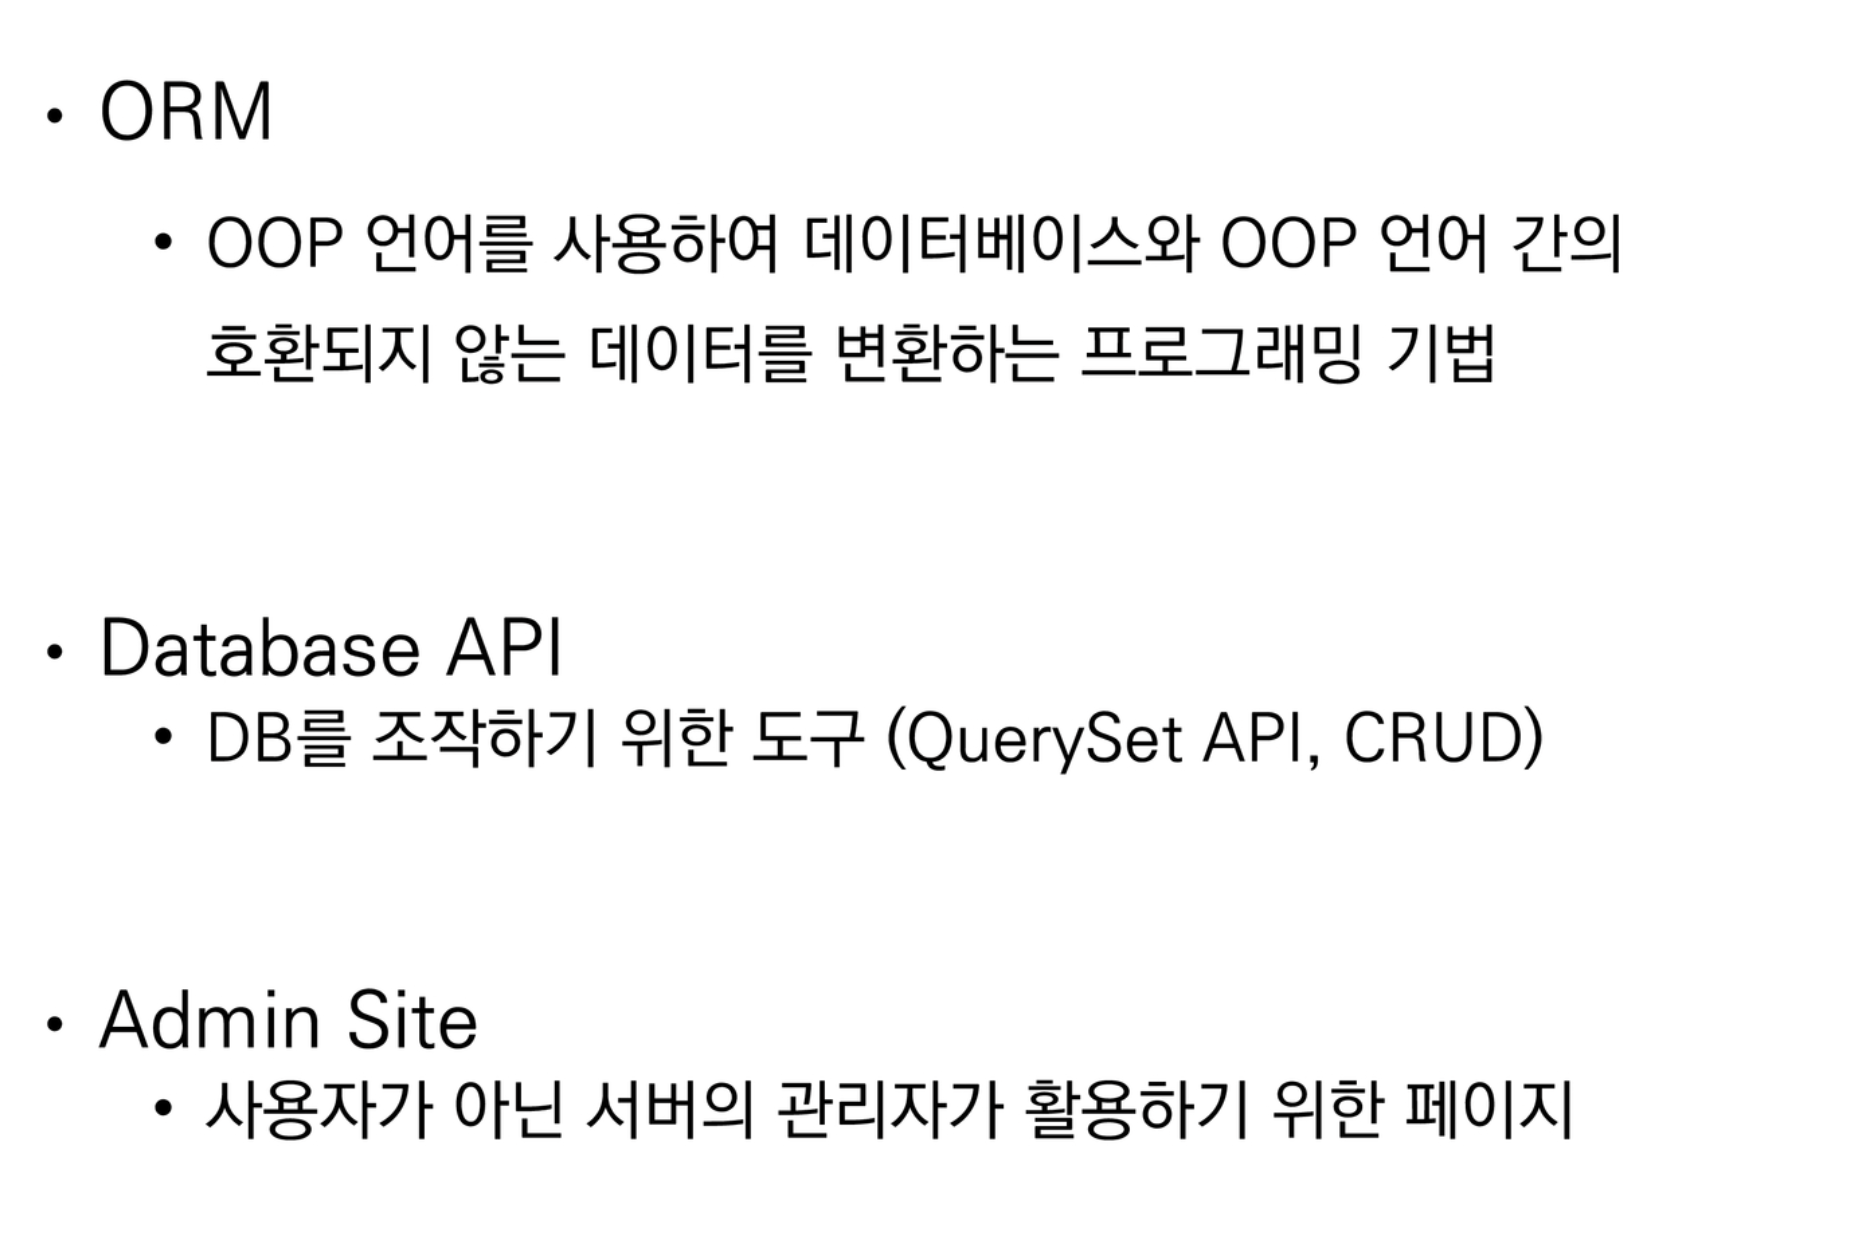 • ORM
• OOP 언어를 사용하여 데이터베이스와 OOP 언어 간의
호환되지 않는 데이터를 변환하는 프로그래밍 기법
• Database API
• DB를 조작하기 위한 도구 (QuerySet API, CRUD)
• Admin Site
• 사용자가 아닌 서버의 관리자가 활용하기 위한 페이지